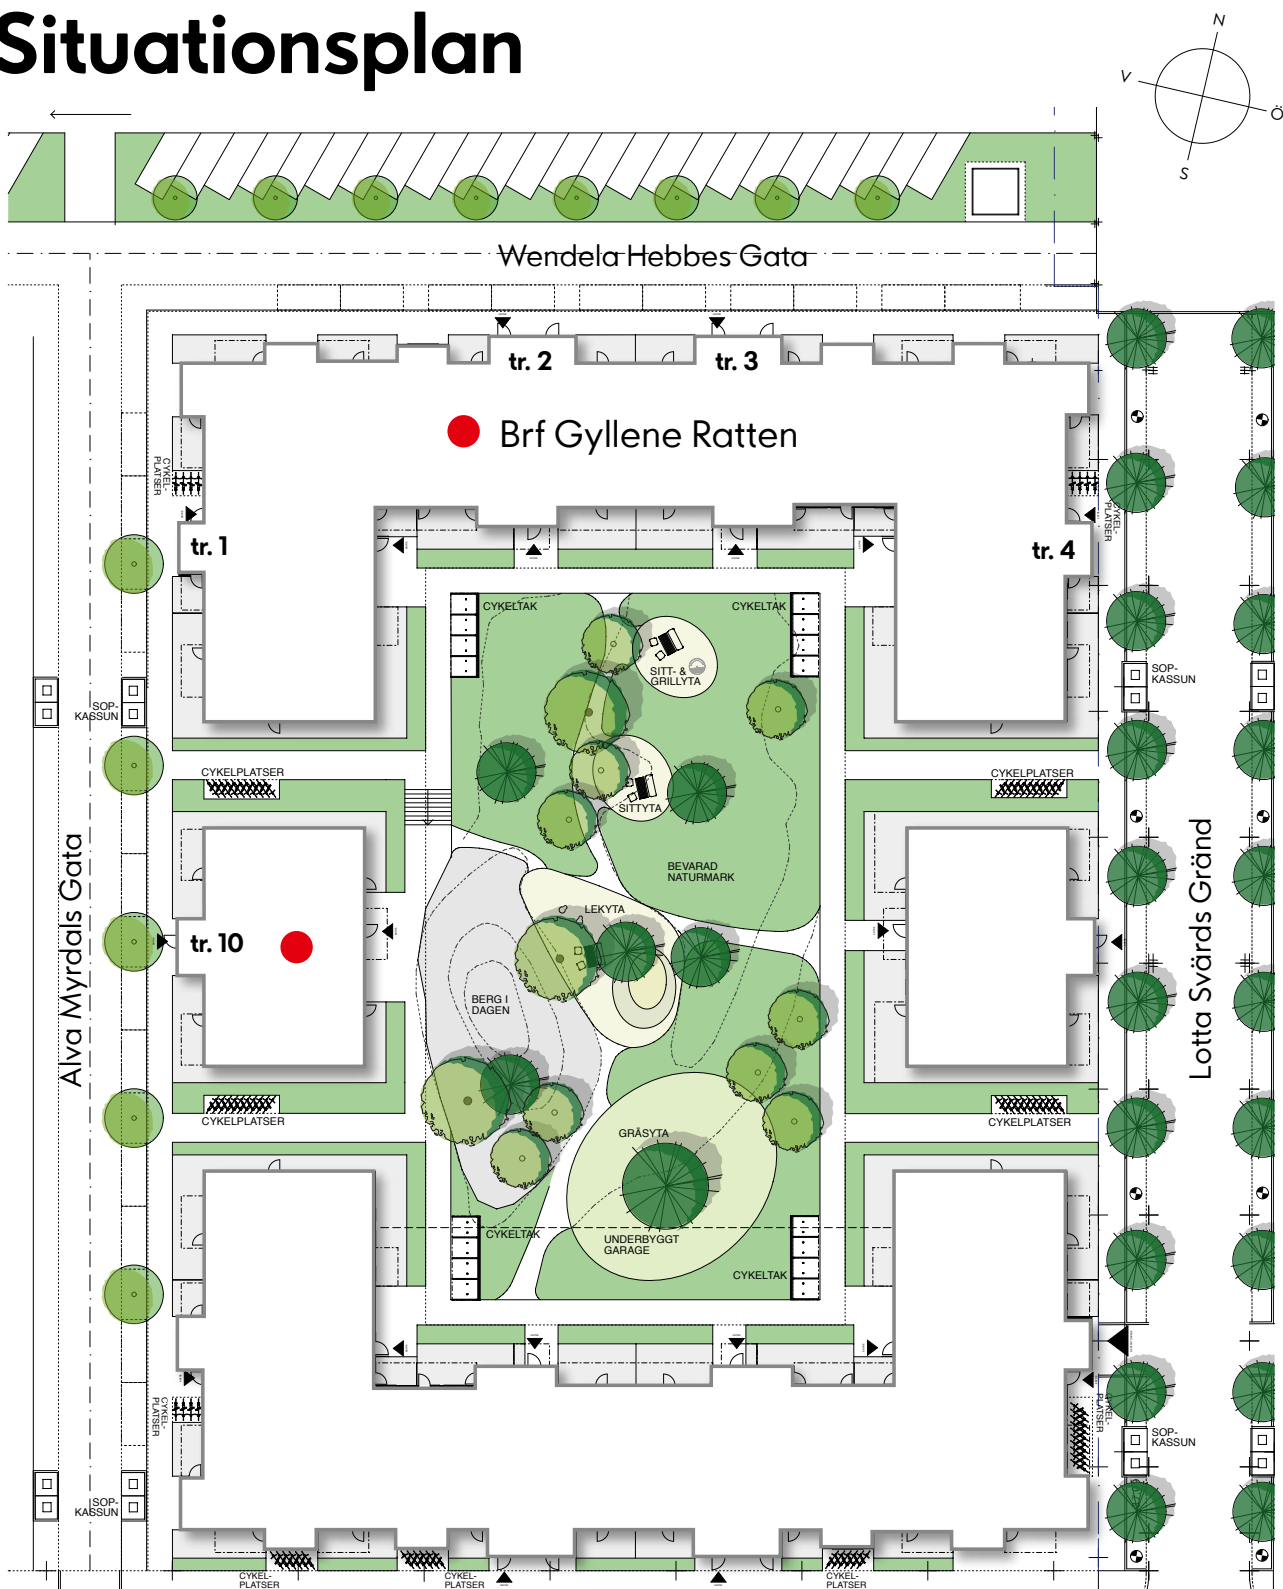 Situationsplan
N
V
Ö
S
Wendela Hebbes Gata
tr. 2
tr. 3
Brf Gyllene Ratten
CYKEL-
PLATSER
CYKEL-
PLATSER
tr. 1
tr. 4
CYKELTAK
CYKELTAK
SITT- &
GRILLYTA
SOP-
KASSUN
SOP-
KASSUN
CYKELPLATSER
CYKELPLATSER
SITTYTA
BEVARAD
NATURMARK
Alva Myrdals Gata
Lotta Svärds Gränd
LEKYTA
tr. 10
BERG I
DAGEN
CYKELPLATSER
CYKELPLATSER
GRÄSYTA
CYKELTAK
UNDERBYGGT
GARAGE
CYKELTAK
CYKEL-
PLATSER
CYKEL-
PLATSER
SOP-
KASSUN
SOP-
KASSUN
CYKEL-
PLATSER
CYKEL-
PLATSER
CYKEL-
PLATSER